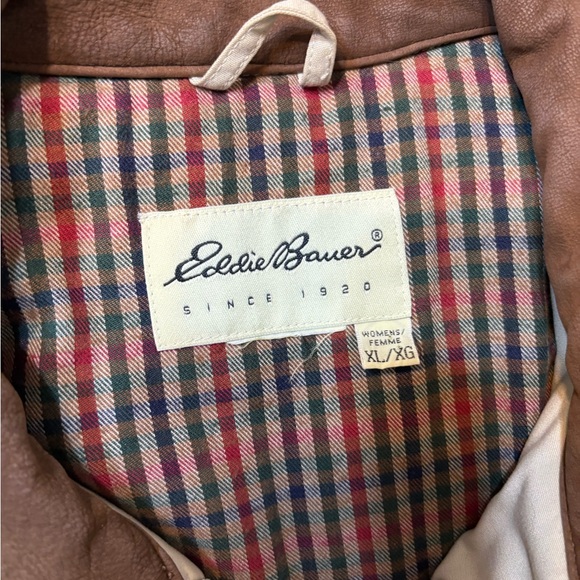 Eddie Bauer®
SINCE 1920
WOMENS/
FEMME
XL/XG